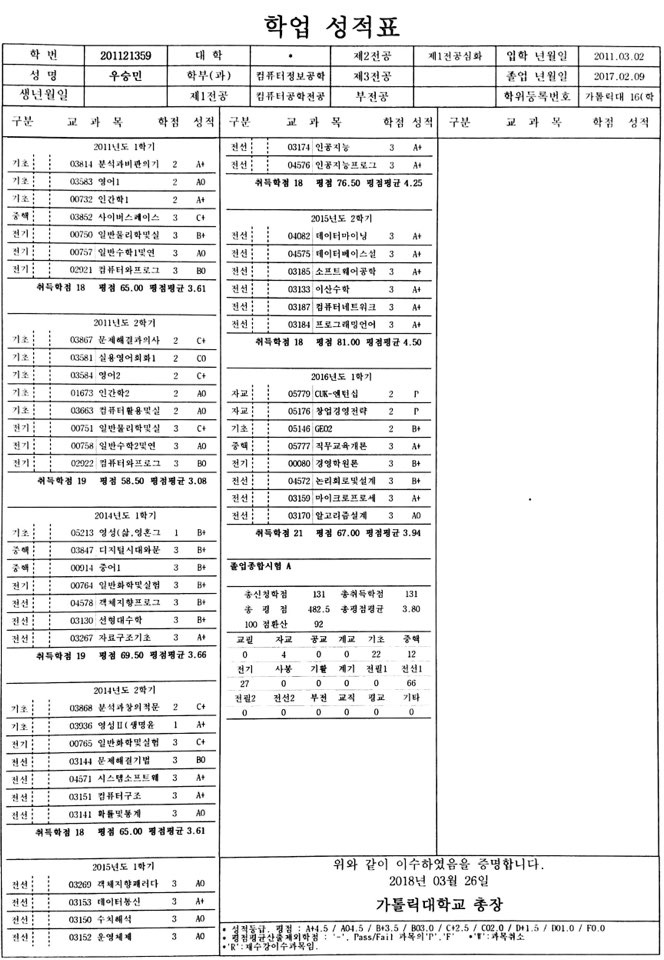 학업 성적표
학 번 201121359 대 학 * 제2전공 제1전공심화 입학 년월일 2011.03.02
성 명 우승민 학부(과) 컴퓨터정보공학 제3전공 졸업 년월일 2017.02.09
생년월일 제1전공 컴퓨터공학전공 부전공 학위등록번호 가톨릭대 16(학
구분 교 과 목 학점 성적
2011년도 1학기
기초 03814 분석과비판의기 2 A+
기초 03583 영어1 2 A0
기초 00732 인간학1 2 A+
중핵 03852 사이버스페이스 3 C+
전기 00750 일반물리학및실 3 B+
전기 00757 일반수학1및연 3 A0
전기 02921 컴퓨터와프로그 3 B0
취득학점 18 평점 65.00 평점평균 3.61
2011년도 2학기
기초 03867 문제해결과의사 2 C+
기초 03581 실용영어회화1 2 C0
기초 03584 영어2 2 C+
기초 01673 인간학2 2 A0
기초 03663 컴퓨터활용및실 2 A0
전기 00751 일반물리학및실 3 C+
전기 00758 일반수학2및연 3 A0
전기 02922 컴퓨터와프로그 3 B0
취득학점 19 평점 58.50 평점평균 3.08
2014년도 1학기
기초 05213 영성(삶,영혼그 1 B+
중핵 03847 디지털시대와문 3 B+
중핵 00914 중어1 3 B+
전기 00764 일반화학및실험 3 B+
전선 04578 객체지향프로그 3 B+
전선 03130 선형대수학 3 B+
전선 03267 자료구조기초 3 A+
취득학점 19 평점 69.50 평점평균 3.66
2014년도 2학기
기초 03868 분석과창의적문 2 C+
기초 03936 영성Ⅱ(생명윤 1 A+
전기 00765 일반화학및실험 3 C+
전선 03144 문제해결기법 3 B0
전선 04571 시스템소프트웨 3 A+
전선 03151 컴퓨터구조 3 A+
전선 03141 확률및통계 3 A0
취득학점 18 평점 65.00 평점평균 3.61
2015년도 1학기
전선 03269 객체지향패러다 3 A0
전선 03153 데이터통신 3 A+
전선 03150 수치해석 3 A0
전선 03152 운영체제 3 A0
구분 교 과 목 학점 성적
전선 03174 인공지능 3 A+
전선 04576 인공지능프로그 3 A+
취득학점 18 평점 76.50 평점평균 4.25
2015년도 2학기
전선 04082 데이터마이닝 3 A+
전선 04575 데이터베이스설 3 A+
전선 03185 소프트웨어공학 3 A+
전선 03133 이산수학 3 A+
전선 03187 컴퓨터네트워크 3 A+
전선 03184 프로그래밍언어 3 A+
취득학점 18 평점 81.00 평점평균 4.50
2016년도 1학기
자교 05779 CUK-엔턴십 2 P
자교 05176 창업경영전략 2 P
기초 05146 GEO2 2 B+
중핵 05777 직무교육개론 3 A+
전기 00080 경영학원론 3 B+
전선 04572 논리회로및설계 3 B+
전선 03159 마이크로프로세 3 A+
전선 03170 알고리즘설계 3 A0
취득학점 21 평점 67.00 평점평균 3.94
졸업종합시험 A
총신청학점 131 총취득학점 131
총 평 점 482.5 총평점평균 3.80
100 점환산 92
교필 자교 공교 계교 기초 중핵
0 4 0 0 22 12
전기 사봉 기활 계기 전필1 전선1
27 0 0 0 0 66
전필2 전선2 부전 교직 평교 기타
0 0 0 0 0 0
구분 교 과 목 학점 성적
위와 같이 이수하였음을 증명합니다.
2018년 03월 26일
가톨릭대학교 총장
* 성적등급, 평점 : A+4.5 / A04.5 / B+3.5 / B03.0 / C+2.5 / C02.0 / D+1.5 / D01.0 / F0.0
* 평점평균산출제외학점 : '-', Pass/Fail 과목의'P','F' *'W':과목취소
*'R':재수강이수과목임.